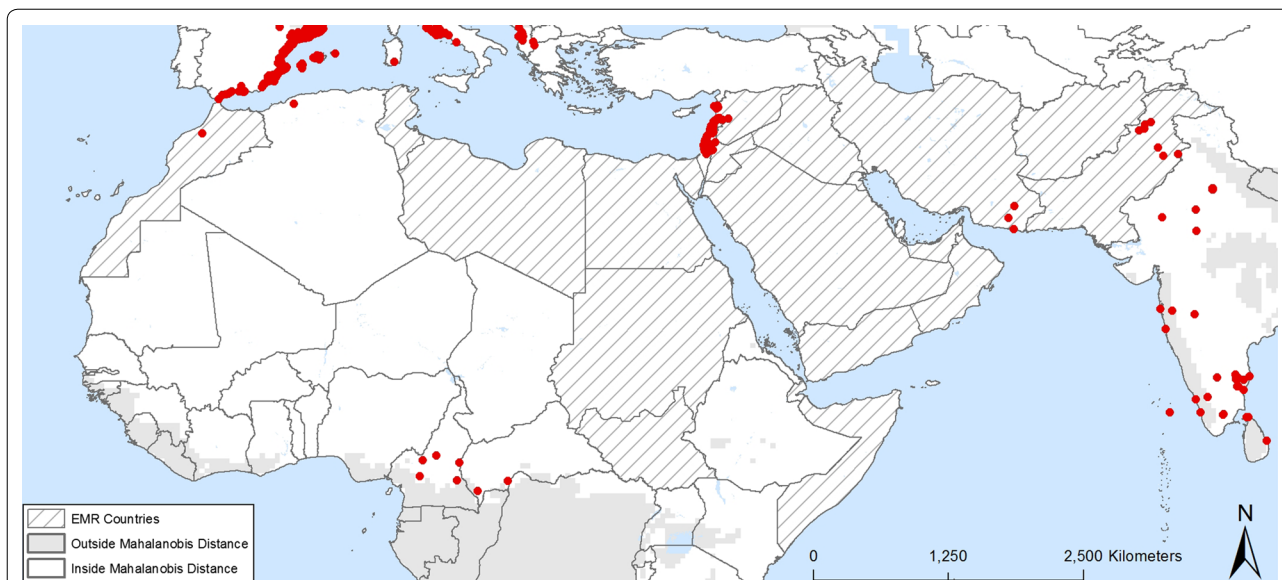 EMR Countries
Outside Mahalanobis Distance
Inside Mahalanobis Distance
0 1,250 2,500 Kilometers
N